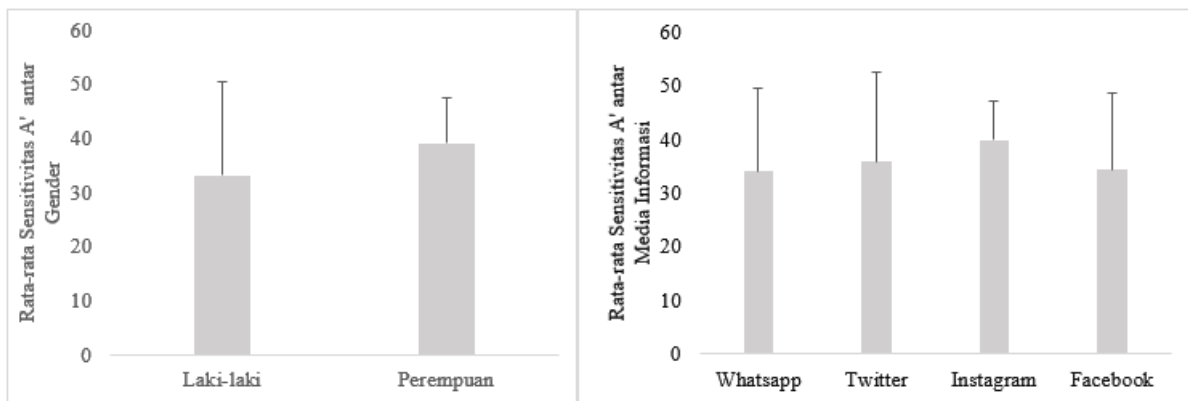 Rata-rata Sensitivitas A' antar
Gender
60
50
40
30
20
10
0
Laki-laki Perempuan
Rata-rata Sensitivitas A' antar
Media Informasi
60
50
40
30
20
10
0
Whatsapp Twitter Instagram Facebook